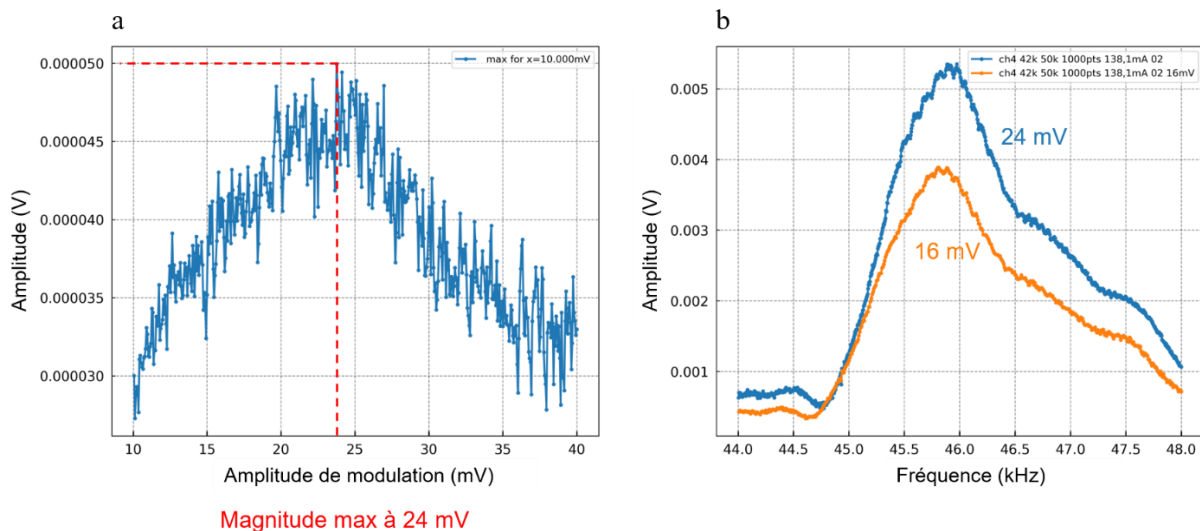 a
max for x=10.000mV
Amplitude (V)
0.000050
0.000045
0.000040
0.000035
0.000030
10 15 20 25 30 35 40
Amplitude de modulation (mV)
Magnitude max à 24 mV
b
ch4 42k 50k 1000pts 138,1mA 02
ch4 42k 50k 1000pts 138,1mA 02 16mV
24 mV
16 mV
Amplitude (V)
0.005
0.004
0.003
0.002
0.001
44.0 44.5 45.0 45.5 46.0 46.5 47.0 47.5 48.0
Fréquence (kHz)